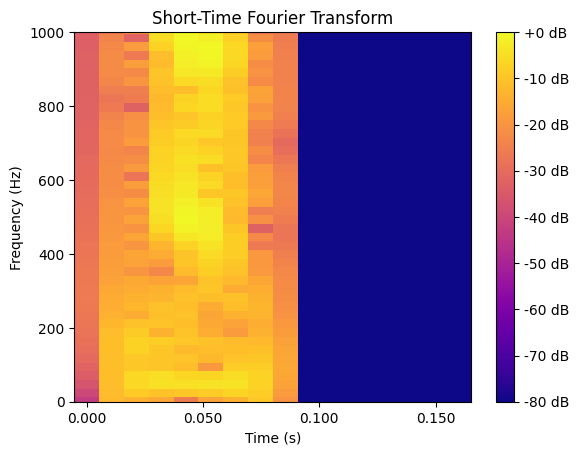 Short-Time Fourier Transform
Frequency (Hz)
1000
800
600
400
200
0
0.000
0.050
0.100
0.150
Time (s)
+0 dB
-10 dB
-20 dB
-30 dB
-40 dB
-50 dB
-60 dB
-70 dB
-80 dB